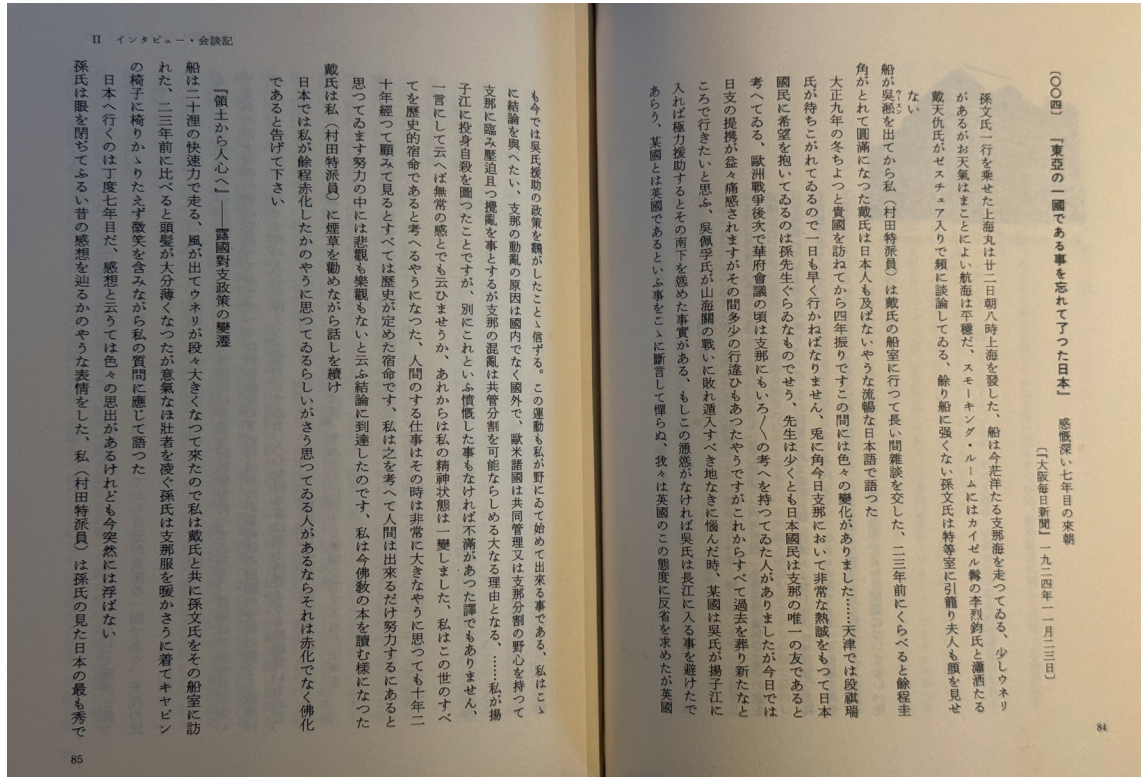 〔〇〇四〕 『東亞の一國である事を忘れて了つた日本』 感慨深い七年目の來朝
〔『大阪毎日新聞』一九二四年一一月二三日〕
孫文氏一行を乗せた上海丸は廿二日朝八時上海を發した、船は今茫洋たる支那海を走つてゐる、少しウネリ
があるがお天氣はまことによい航海は平穩だ、スモーキング・ルームにはカイゼル髯の李烈鈞氏と瀟洒たる
戴天仇氏がゼスチュア入りで頻に談論してゐる、餘り船に强くない孫文氏は特等室に引籠り夫人も顔を見せ
ない
船が吳淞を出てから私（村田特派員）は戴氏の船室に行つて長い間雜談を交した、二三年前にくらべると餘程圭
ウースン
角がとれて圓滿になつた戴氏は日本人も及ばないやうな流暢な日本語で語つた
大正九年の冬ちよつと貴國を訪ねてから四年振りですこの間には色々の變化がありました……天津では段祺瑞
氏が待ちこがれてゐるので一日も早く行かねばなりません、兎に角今日支那において非常な熱誠をもつて日本
國民に希望を抱いてゐるのは孫先生ぐらゐなものでせう、先生は少くとも日本國民は支那の唯一の友であると
考へてゐる、歐洲戰爭後次で華府會議の頃は支那にもいろ〳〵の考へを持つてゐた人がありましたが今日では
日支の提携が益々痛感されますがその間多少の行違ひもあつたやうですがこれからすべて過去を葬り新たなと
ころで行きたいと思ふ、吳佩孚氏が山海關の戰いに敗れ遁入すべき地なきに惱んだ時、某國は吳氏が揚子江に
入れば極力援助するとその南下を慫めた事實がある、もしこの慫慂がなければ吳氏は長江に入る事を避けたで
あらう、某國とは英國であるといふ事をこゝに斷言して憚らぬ、我々は英國のこの態度に反省を求めたが英國
84
II インタビュー・会談記
も今では吳氏援助の政策を飜がしたことゝ信ずる。この運動も私が野にゐて始めて出來る事である、私はこゝ
に結論を與へたい、支那の動亂の原因は國内でなく國外で、歐米諸國は共同管理又は支那分割の野心を持つて
支那に臨み壓迫且つ攪亂を事とするが支那の混亂は共管分割を可能ならしめる大なる理由となる、……私が揚
子江に投身自殺を圖つたことですが、別にこれといふ憤慨した事もなければ不滿があつた譯でもありません、
一言にして云へば無常の感とでも云ひませうか、あれからは私の精神狀態は一變しました、私はこの世のすべ
てを歷史的宿命であると考へるやうになつた、人間のする仕事はその時は非常に大きなやうに思つても十年二
十年經つて顧みて見るとすべては歷史が定めた宿命です、私は之を考へて人間は出來るだけ努力するにあると
思つてゐます努力の中には悲觀も樂觀もないと云ふ結論に到達したのです、私は今佛敎の本を讀む樣になつた
戴氏は私（村田特派員）に煙草を勸めながら話しを續け
日本では私が餘程赤化したかのやうに思つてゐるらしいがさう思つてゐる人があるならそれは赤化でなく佛化
であると告げて下さい
『領土から人心へ』――露國對支政策の變遷
船は二十浬の快速力で走る、風が出てウネリが段々大きくなつて來たので私は戴氏と共に孫文氏をその船室に訪
れた、二三年前に比べると頭髮が大分薄くなつたが意氣なほ壯者を凌ぐ孫氏は支那服を暖かさうに着てキャビン
の椅子に椅りかゝりたえず微笑を含みながら私の質問に應じて語つた
日本へ行くのは丁度七年目だ、感想と云うては色々の思出があるけれども今突然には浮ばない
孫氏は眼を閉ぢてふるい昔の感想を辿るかのやうな表情をした、私（村田特派員）は孫氏の見た日本の最も秀で
85